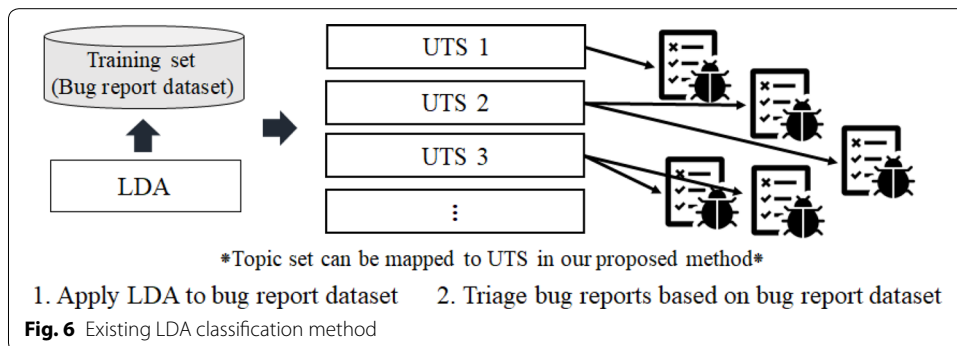 Training set
(Bug report dataset)
LDA
UTS 1
UTS 2
UTS 3
⋮
*Topic set can be mapped to UTS in our proposed method*
1. Apply LDA to bug report dataset 2. Triage bug reports based on bug report dataset
Fig. 6 Existing LDA classification method